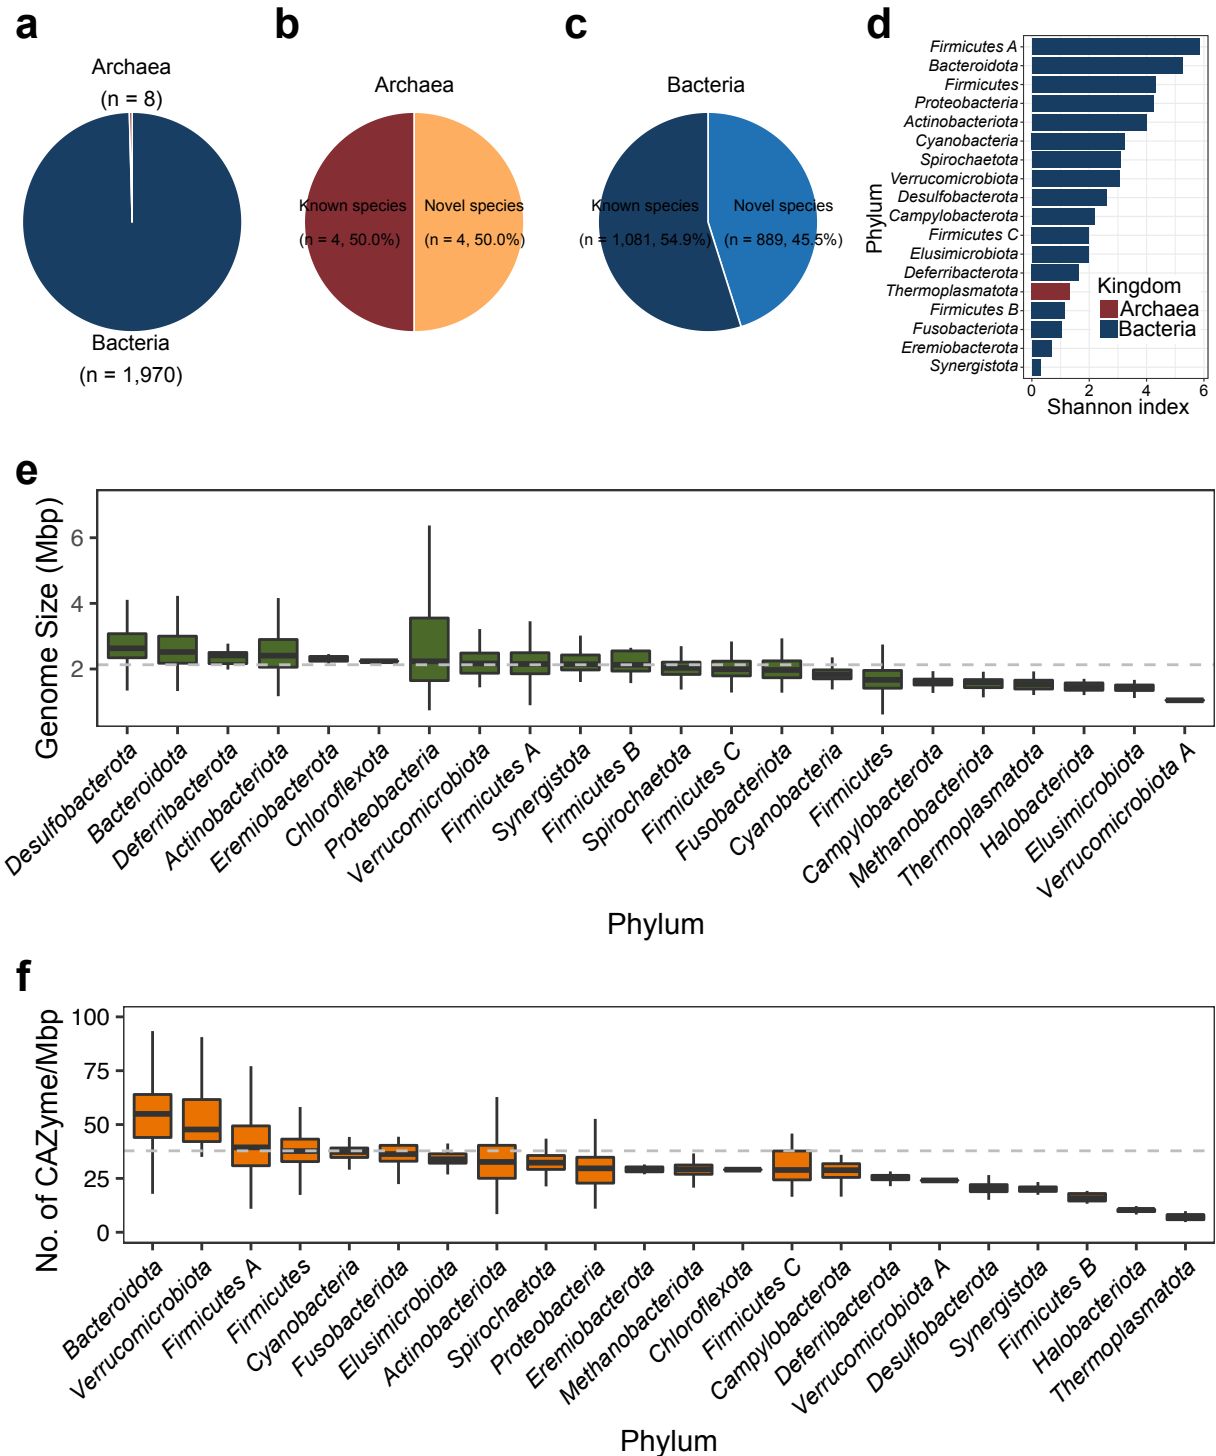 a
Archaea
(n = 8)
Bacteria
(n = 1,970)
b
Archaea
Known species
(n = 4, 50.0%)
Novel species
(n = 4, 50.0%)
c
Bacteria
Known species
(n = 1,081, 54.9%)
Novel species
(n = 889, 45.5%)
d
Phylum
Firmicutes A
Bacteroidota
Firmicutes
Proteobacteria
Actinobacteriota
Cyanobacteria
Spirochaetota
Verrucomicrobiota
Desulfobacterota
Campylobacterota
Firmicutes C
Elusimicrobiota
Deferribacterota
Thermoplasmatota
Firmicutes B
Fusobacteriota
Eremiobacterota
Synergistota
Kingdom
Archaea
Bacteria
0 2 4 6
Shannon index
e
Genome Size (Mbp)
6
4
2
Desulfobacterota
Bacteroidota
Deferribacterota
Actinobacteriota
Eremiobacterota
Chloroflexota
Proteobacteria
Verrucomicrobiota
Firmicutes A
Synergistota
Firmicutes B
Spirochaetota
Firmicutes C
Fusobacteriota
Cyanobacteria
Firmicutes
Campylobacterota
Methanobacteriota
Thermoplasmatota
Halobacteriota
Elusimicrobiota
Verrucomicrobiota A
Phylum
f
No. of CAZyme/Mbp
100
75
50
25
0
Bacteroidota
Verrucomicrobiota
Firmicutes A
Firmicutes
Cyanobacteria
Fusobacteriota
Elusimicrobiota
Actinobacteriota
Spirochaetota
Proteobacteria
Eremiobacterota
Methanobacteriota
Chloroflexota
Firmicutes C
Campylobacterota
Deferribacterota
Verrucomicrobiota A
Desulfobacterota
Synergistota
Firmicutes B
Halobacteriota
Thermoplasmatota
Phylum